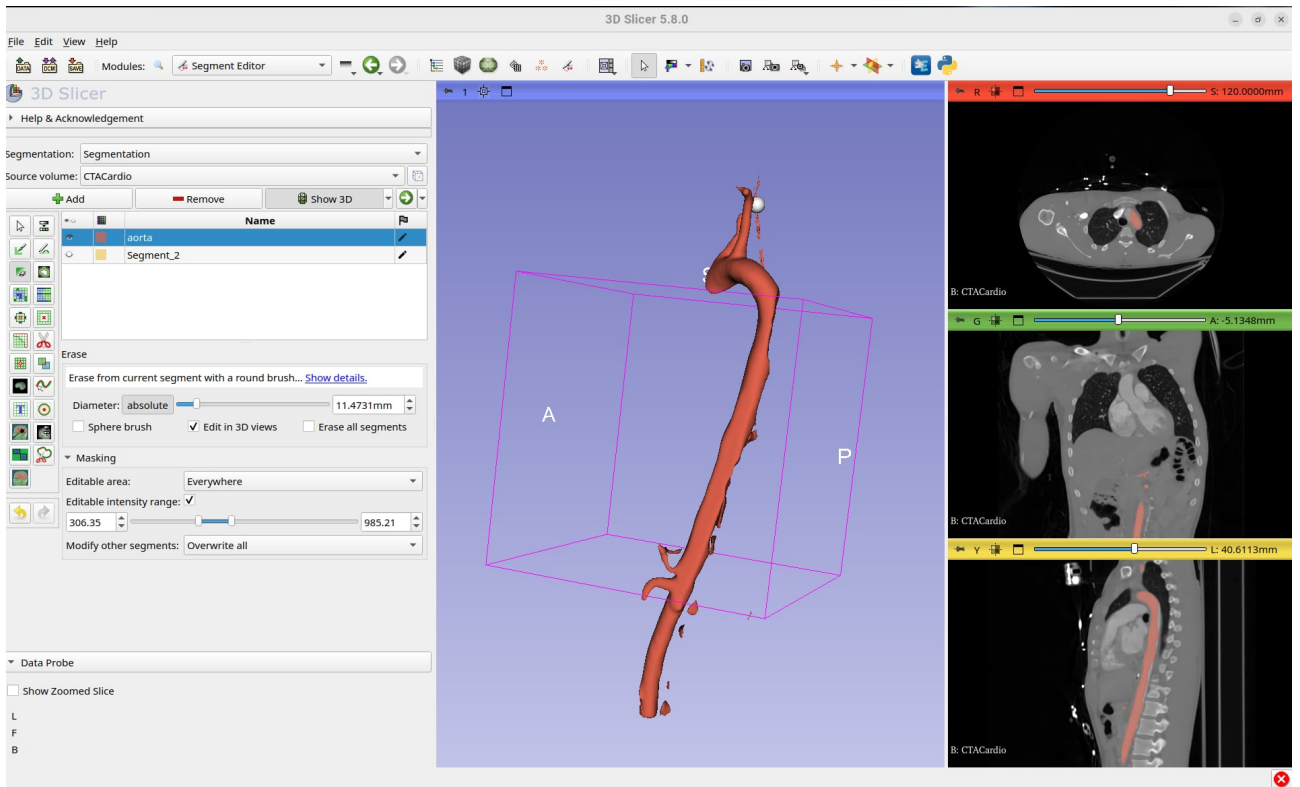 3D Slicer 5.8.0
File Edit View Help
DATA DCM SAVE Modules: Segment Editor
3D Slicer
Help & Acknowledgement
Segmentation: Segmentation
Source volume: CTACardio
Add Remove Show 3D
Name
aorta
Segment_2
Erase
Erase from current segment with a round brush... Show details.
Diameter: absolute 11.4731mm
Sphere brush Edit in 3D views Erase all segments
Masking
Editable area: Everywhere
Editable intensity range:
306.35 985.21
Modify other segments: Overwrite all
Data Probe
Show Zoomed Slice
L
F
B
1
S
A
P
R S: 120.0000mm
B: CTACardio
G A: -5.1348mm
B: CTACardio
Y L: 40.6113mm
B: CTACardio